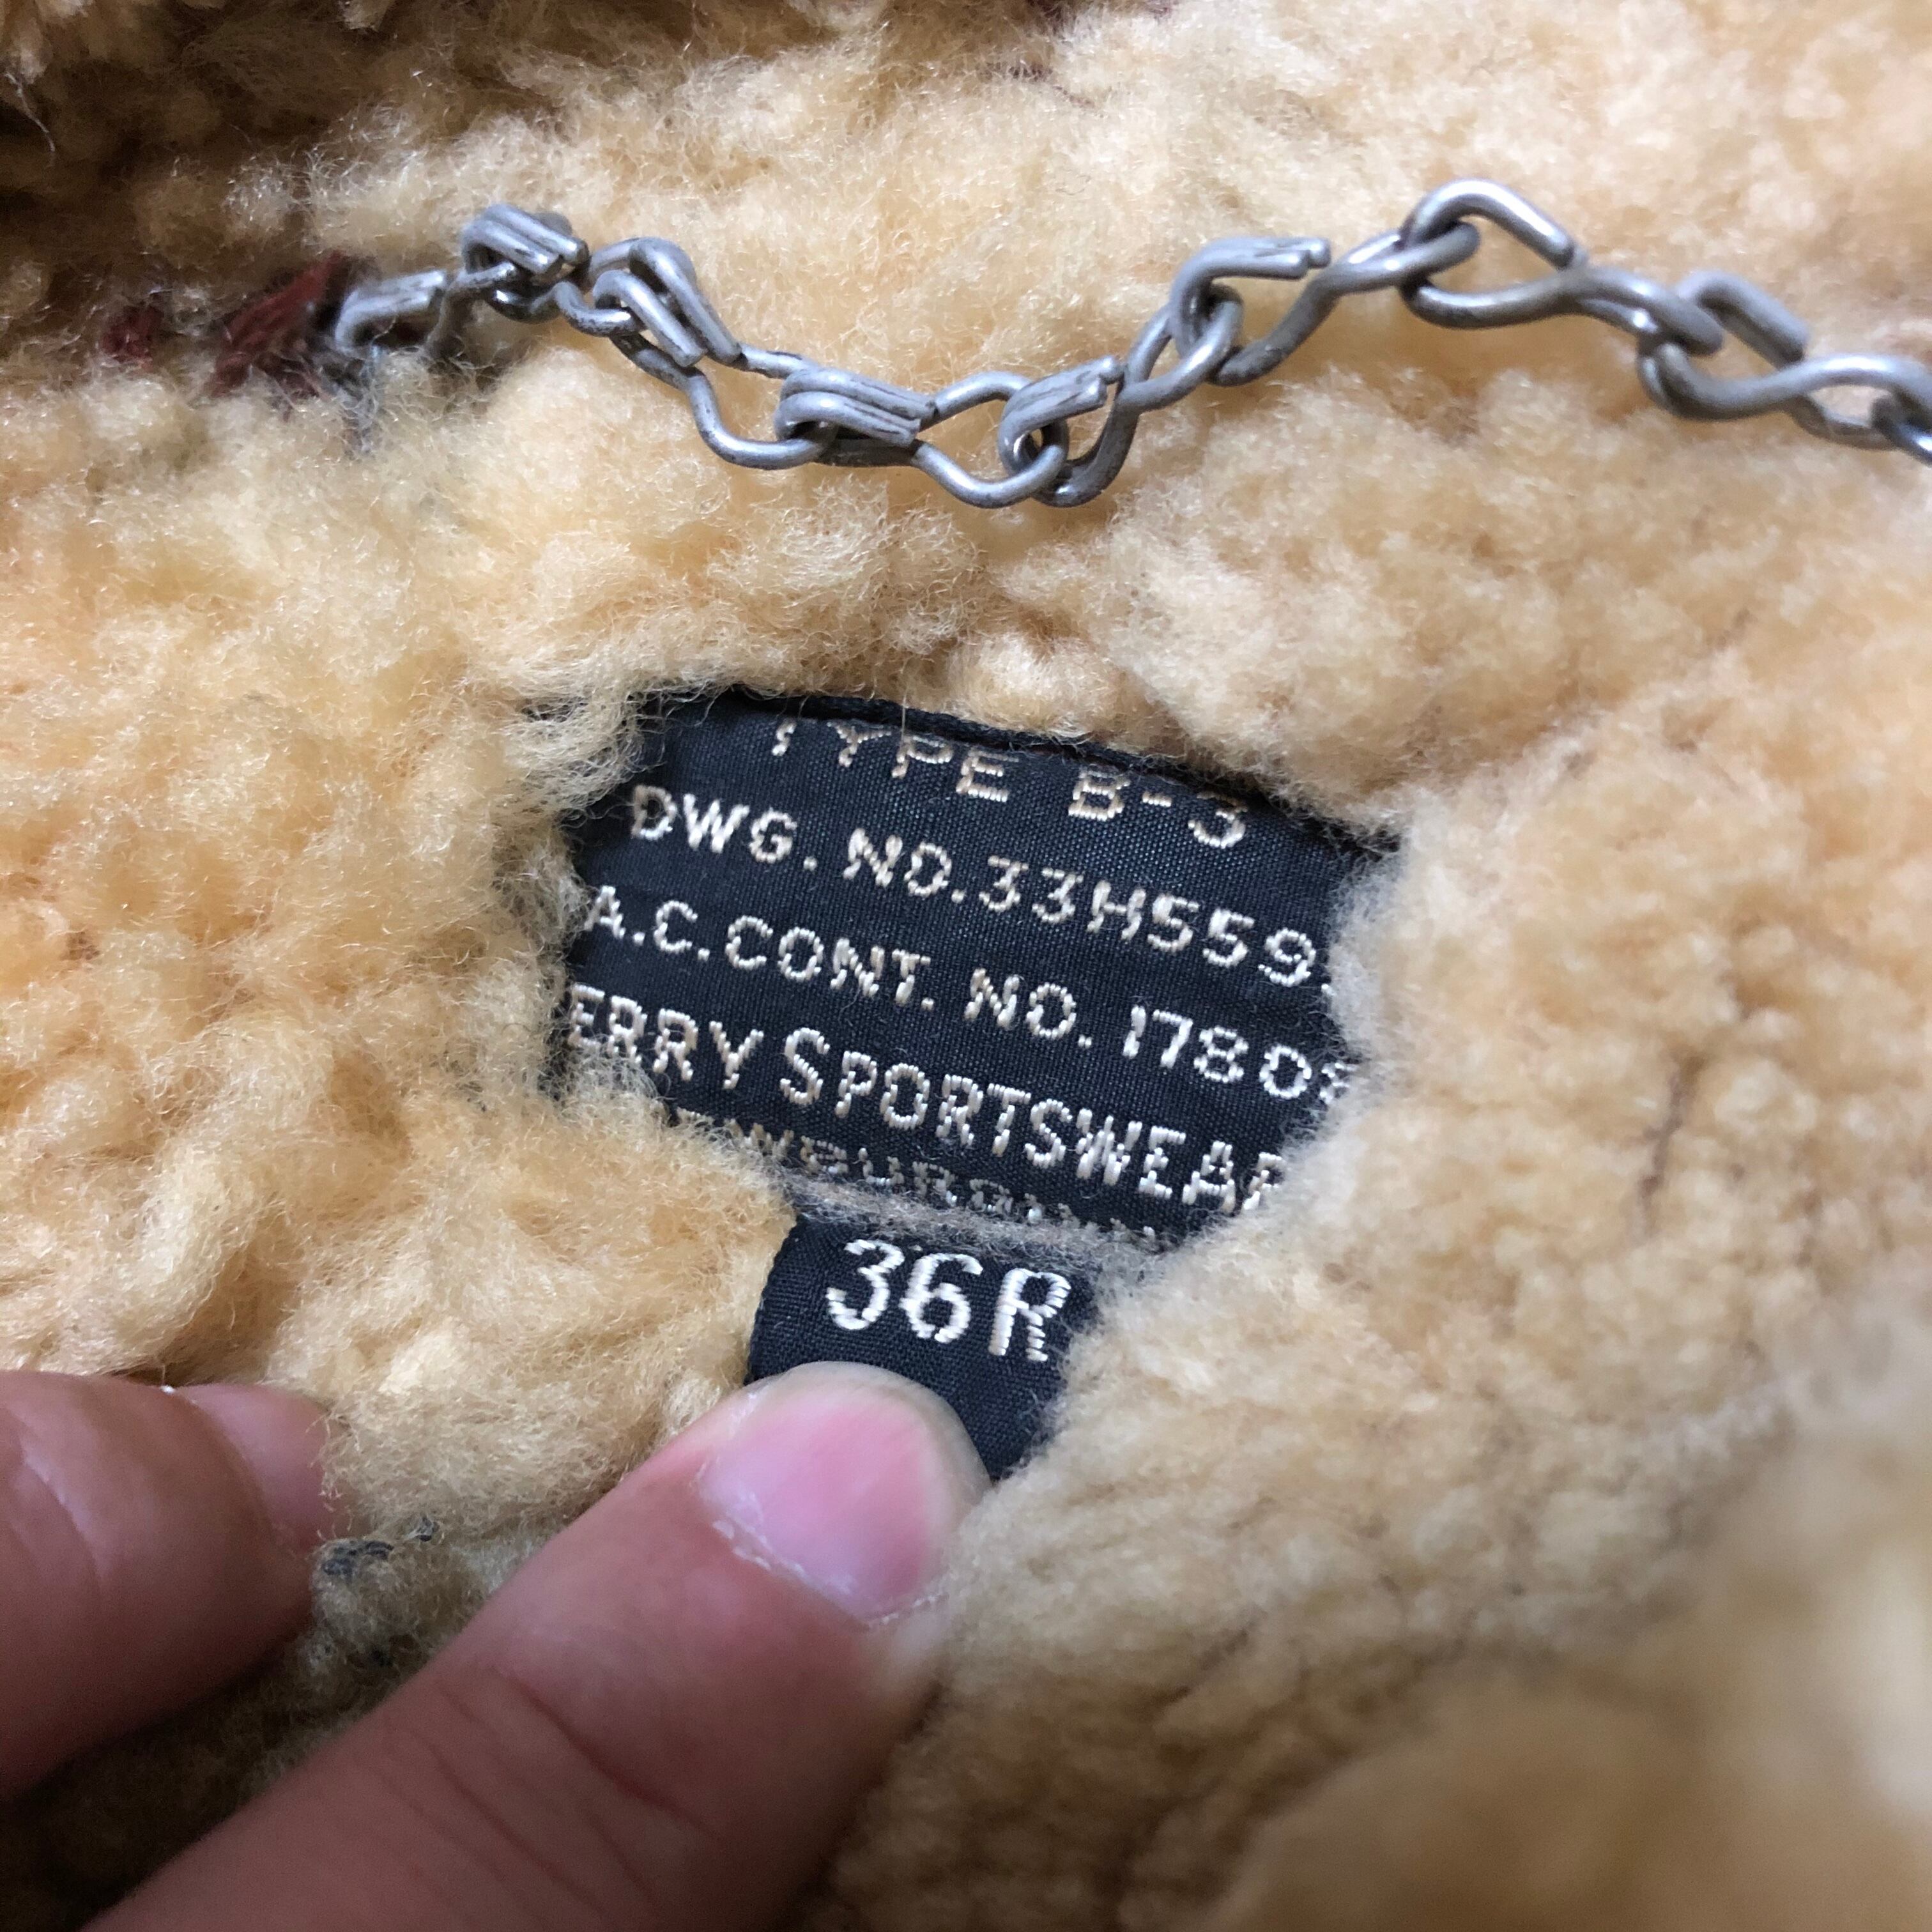 TYPE B-3
DWG. NO. 33H559
A.C. CONT. NO. 1780
ERRY SPORTSWEAR
36R